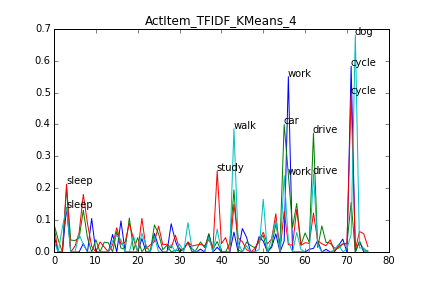 ActItem_TFIDF_KMeans_4
0.7
0.6
0.5
0.4
0.3
0.2
0.1
0.0
dog
cycle
work
cycle
car
walk
drive
study
work
drive
sleep
sleep
0 10 20 30 40 50 60 70 80